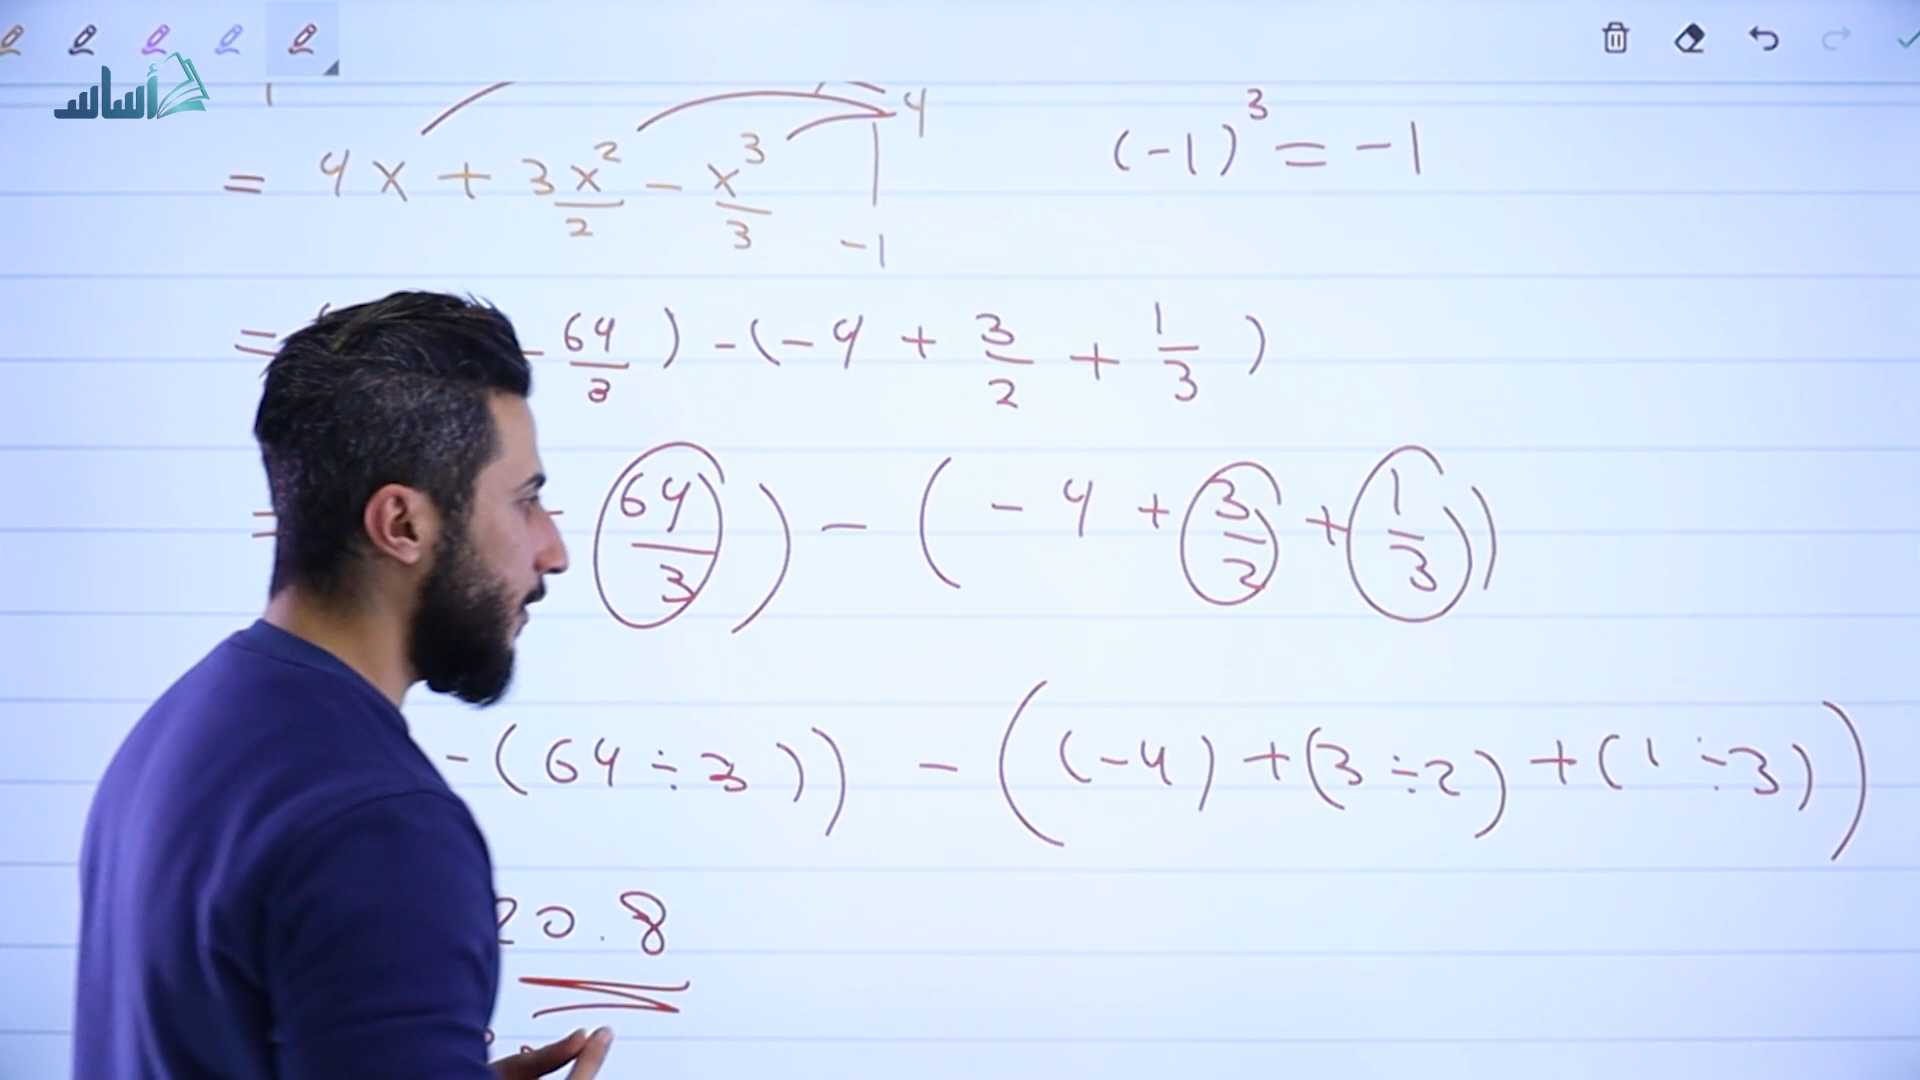 أساس
= 4x + 3x²/2 - x³/3 | 4 -1
(-1)³ = -1
= - 64/3 ) - ( - 4 + 3/2 + 1/3 )
= - 64/3 ) - ( - 4 + 3/2 + 1/3 )
- (64 ÷ 3 )) - ( (-4) + (3 ÷ 2) + (1 ÷ 3) )
20.8